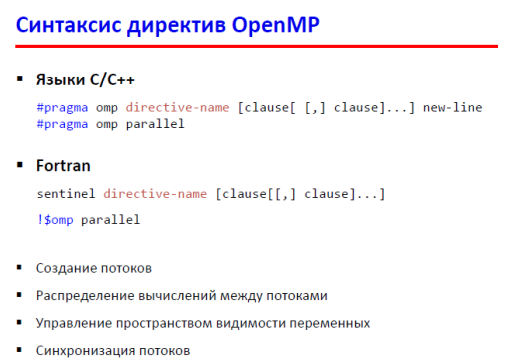 Синтаксис директив OpenMP
▪ Языки C/C++
#pragma omp directive-name [clause[ [,] clause]...] new-line
#pragma omp parallel
▪ Fortran
sentinel directive-name [clause[[,] clause]...]
!$omp parallel
▪ Создание потоков
▪ Распределение вычислений между потоками
▪ Управление пространством видимости переменных
▪ Синхронизация потоков